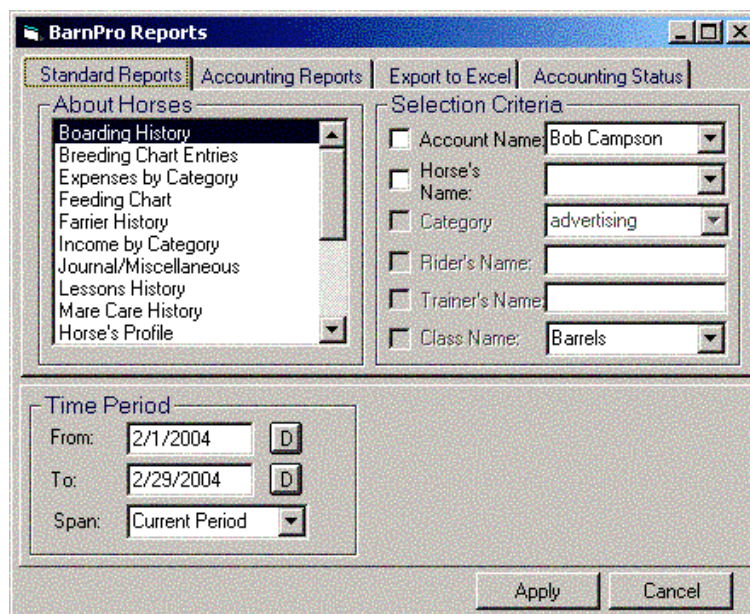 BarnPro Reports
Standard Reports Accounting Reports Export to Excel Accounting Status
About Horses
Boarding History
Breeding Chart Entries
Expenses by Category
Feeding Chart
Farrier History
Income by Category
Journal/Miscellaneous
Lessons History
Mare Care History
Horse's Profile
Selection Criteria
Account Name: Bob Campson
Horse's
Name:
Category advertising
Rider's Name:
Trainer's Name:
Class Name: Barrels
Time Period
From: 2/1/2004 D
To: 2/29/2004 D
Span: Current Period
Apply Cancel